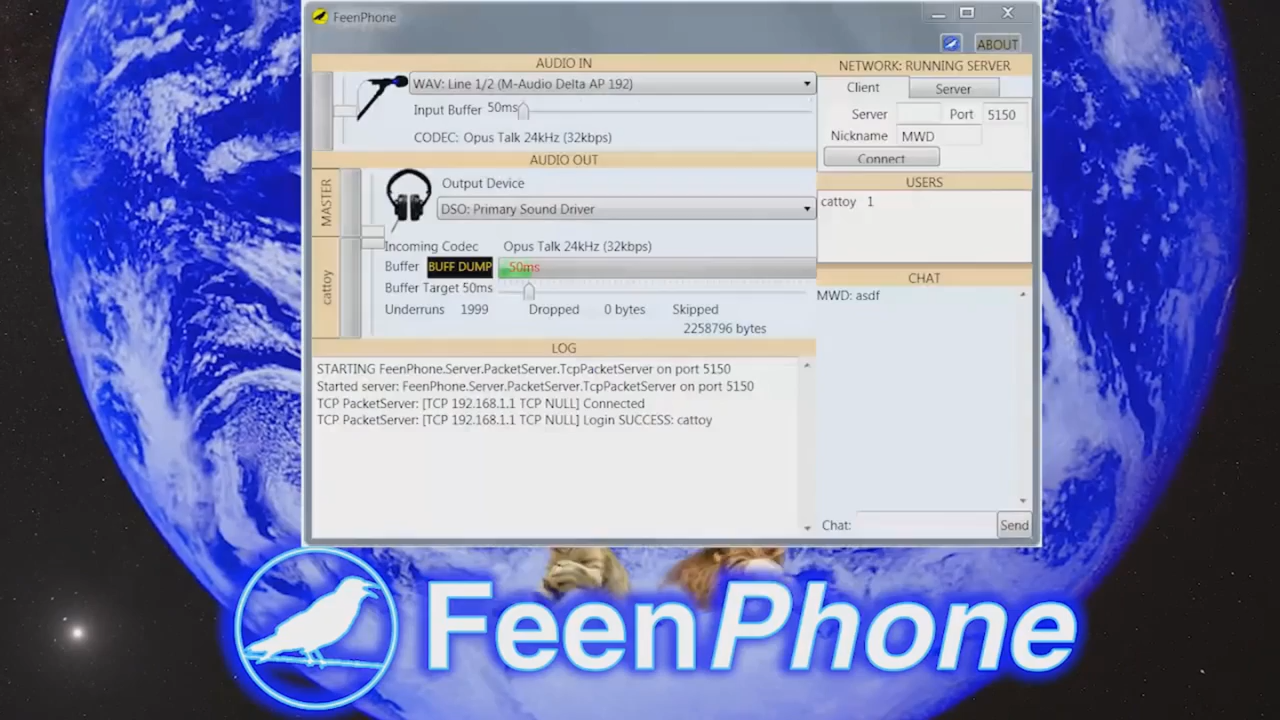 FeenPhone
ABOUT
AUDIO IN
WAV: Line 1/2 (M-Audio Delta AP 192)
Input Buffer 50ms
CODEC: Opus Talk 24kHz (32kbps)
AUDIO OUT
MASTER
Output Device
DSO: Primary Sound Driver
cattoy
Incoming Codec Opus Talk 24kHz (32kbps)
Buffer BUFF DUMP 50ms
Buffer Target 50ms
Underruns 1999 Dropped 0 bytes Skipped
2258796 bytes
LOG
STARTING FeenPhone.Server.PacketServer.TcpPacketServer on port 5150
Started server: FeenPhone.Server.PacketServer.TcpPacketServer on port 5150
TCP PacketServer: [TCP 192.168.1.1 TCP NULL] Connected
TCP PacketServer: [TCP 192.168.1.1 TCP NULL] Login SUCCESS: cattoy
NETWORK: RUNNING SERVER
Client Server
Server Port 5150
Nickname MWD
Connect
USERS
cattoy 1
CHAT
MWD: asdf
Chat: Send
FeenPhone